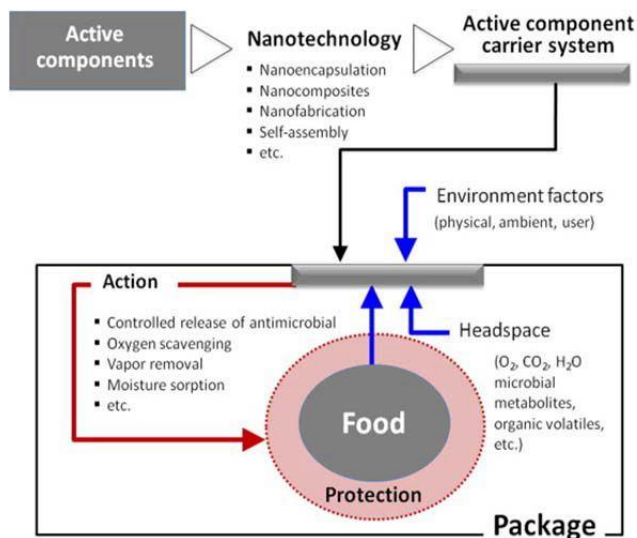 Active
components
Nanotechnology
▪ Nanoencapsulation
▪ Nanocomposites
▪ Nanofabrication
▪ Self-assembly
▪ etc.
Active component
carrier system
Environment factors
(physical, ambient, user)
Action
▪ Controlled release of antimicrobial
▪ Oxygen scavenging
▪ Vapor removal
▪ Moisture sorption
▪ etc.
Headspace
(O₂, CO₂, H₂O
microbial
metabolites,
organic volatiles,
etc.)
Food
Protection
Package